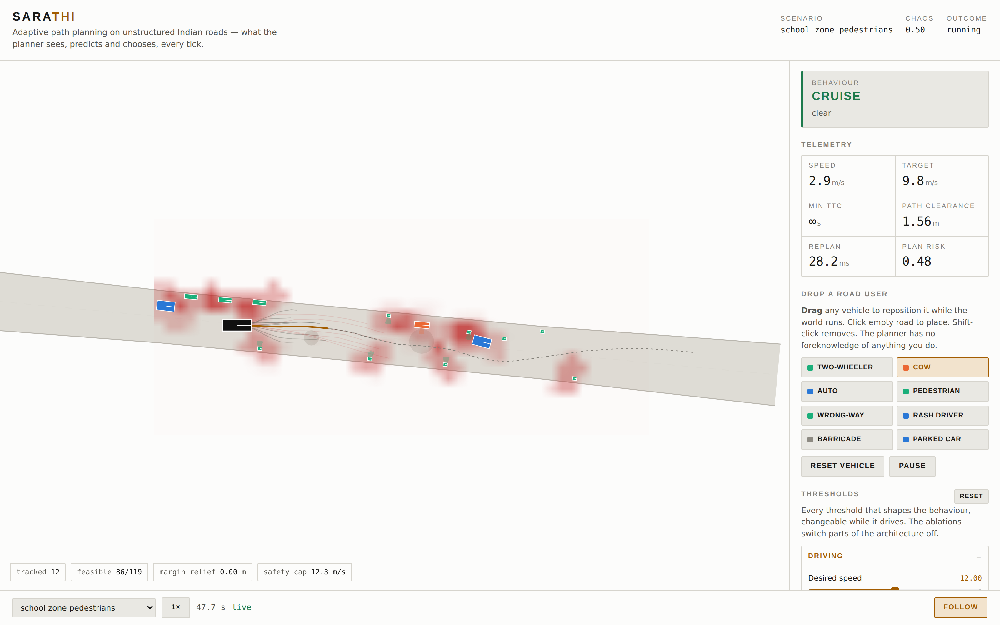 SARATHI
Adaptive path planning on unstructured Indian roads — what the
planner sees, predicts and chooses, every tick.
SCENARIO
school zone pedestrians
CHAOS
0.50
OUTCOME
running
BEHAVIOUR
CRUISE
clear
TELEMETRY
SPEED
2.9 m/s
TARGET
9.8 m/s
MIN TTC
∞ s
PATH CLEARANCE
1.56 m
REPLAN
28.2 ms
PLAN RISK
0.48
DROP A ROAD USER
Drag any vehicle to reposition it while the
world runs. Click empty road to place. Shift-
click removes. The planner has no
foreknowledge of anything you do.
TWO-WHEELER
COW
AUTO
PEDESTRIAN
WRONG-WAY
RASH DRIVER
BARRICADE
PARKED CAR
RESET VEHICLE
PAUSE
THRESHOLDS
RESET
Every threshold that shapes the behaviour,
changeable while it drives. The ablations
switch parts of the architecture off.
DRIVING –
Desired speed 12.00
tracked 12
feasible 86/119
margin relief 0.00 m
safety cap 12.3 m/s
school zone pedestrians
1×
47.7 s live
FOLLOW